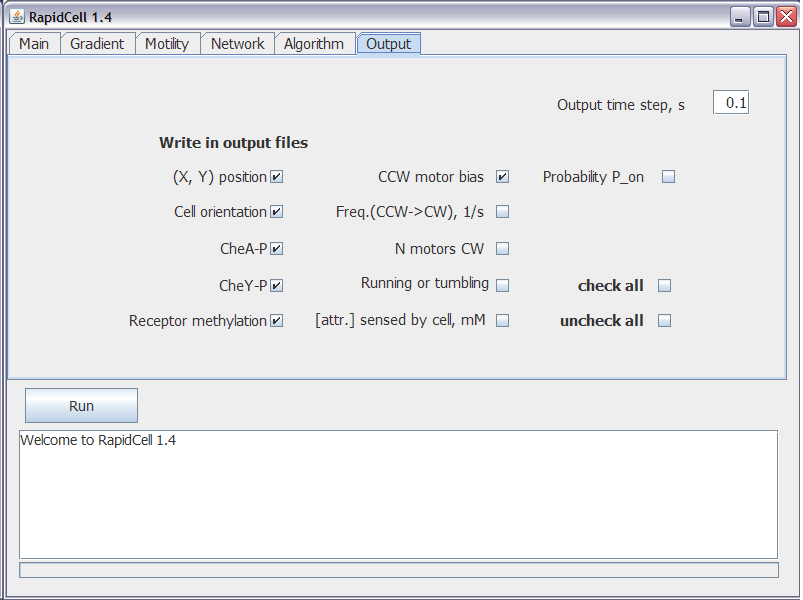 RapidCell 1.4
Main Gradient Motility Network Algorithm Output
Output time step, s 0.1
Write in output files
(X, Y) position CCW motor bias Probability P_on
Cell orientation Freq.(CCW->CW), 1/s
CheA-P N motors CW
CheY-P Running or tumbling check all
Receptor methylation [attr.] sensed by cell, mM uncheck all
Run
Welcome to RapidCell 1.4